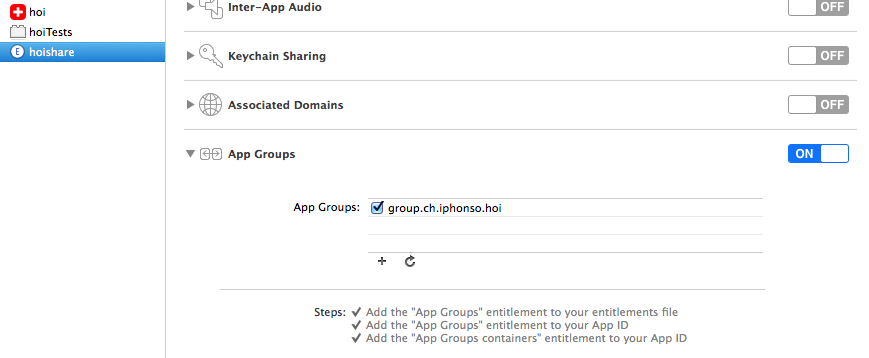 hoi
hoiTests
E hoishare
Inter-App Audio OFF
Keychain Sharing OFF
Associated Domains OFF
App Groups ON
App Groups: group.ch.iphonso.hoi
Steps: Add the "App Groups" entitlement to your entitlements file
Add the "App Groups" entitlement to your App ID
Add the "App Groups containers" entitlement to your App ID